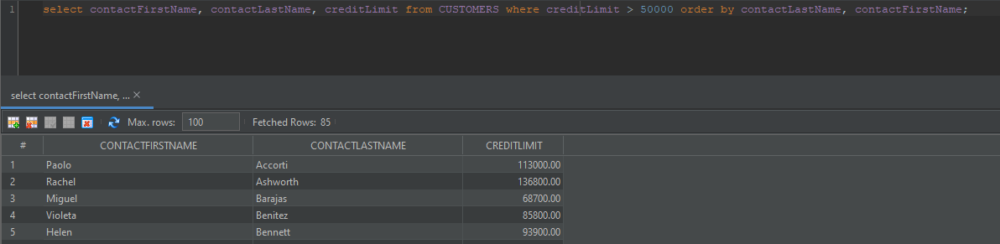 1 select contactFirstName, contactLastName, creditLimit from CUSTOMERS where creditLimit > 50000 order by contactLastName, contactFirstName;
select contactFirstName, ... ×
Max. rows: 100 Fetched Rows: 85
# CONTACTFIRSTNAME CONTACTLASTNAME CREDITLIMIT
1 Paolo Accorti 113000.00
2 Rachel Ashworth 136800.00
3 Miguel Barajas 68700.00
4 Violeta Benitez 85800.00
5 Helen Bennett 93900.00